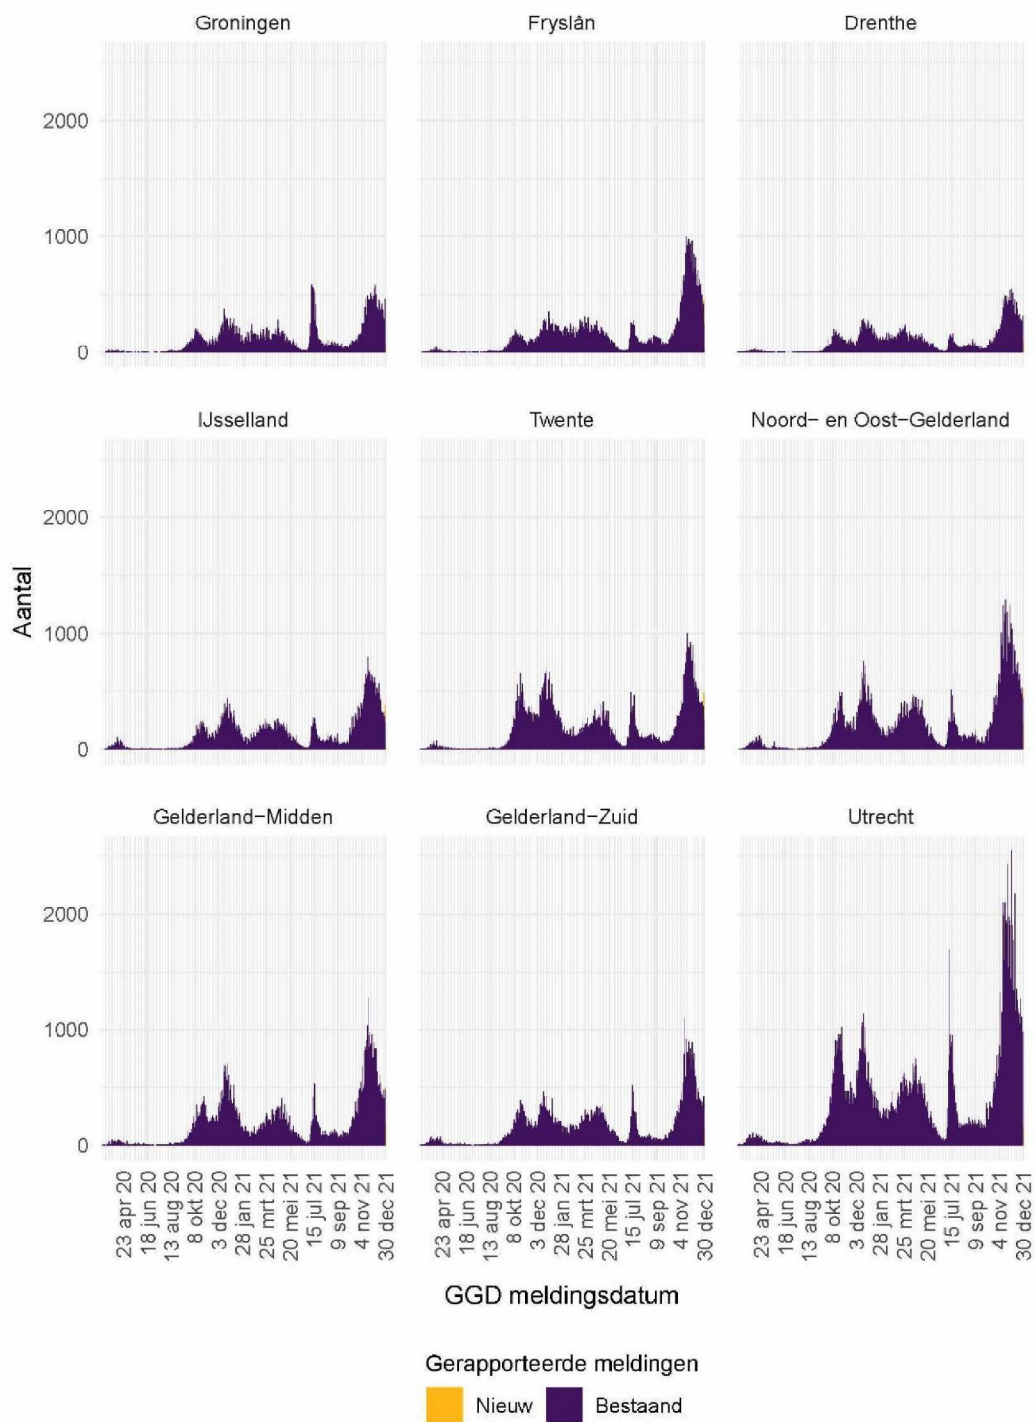 Groningen
Fryslân
Drenthe
2000
1000
0
IJsselland
Twente
Noord− en Oost−Gelderland
2000
1000
0
Aantal
Gelderland−Midden
Gelderland−Zuid
Utrecht
2000
1000
0
23 apr 20
18 jun 20
13 aug 20
8 okt 20
3 dec 20
28 jan 21
25 mrt 21
20 mei 21
15 jul 21
9 sep 21
4 nov 21
30 dec 21
23 apr 20
18 jun 20
13 aug 20
8 okt 20
3 dec 20
28 jan 21
25 mrt 21
20 mei 21
15 jul 21
9 sep 21
4 nov 21
30 dec 21
23 apr 20
18 jun 20
13 aug 20
8 okt 20
3 dec 20
28 jan 21
25 mrt 21
20 mei 21
15 jul 21
9 sep 21
4 nov 21
30 dec 21
GGD meldingsdatum
Gerapporteerde meldingen
Nieuw
Bestaand